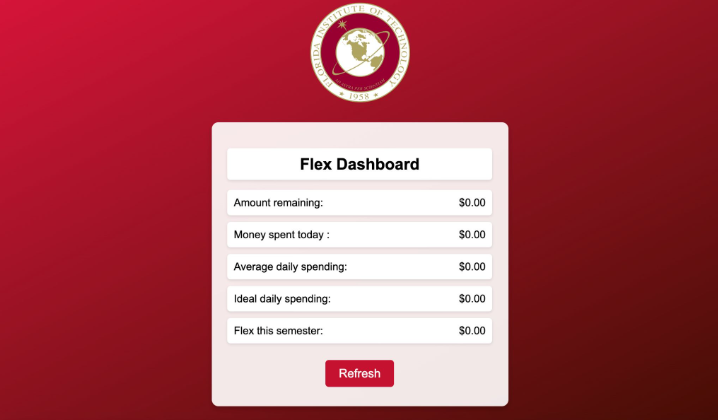 FLORIDA INSTITUTE OF TECHNOLOGY
★ 1958 ★
Flex Dashboard
Amount remaining: $0.00
Money spent today : $0.00
Average daily spending: $0.00
Ideal daily spending: $0.00
Flex this semester: $0.00
Refresh